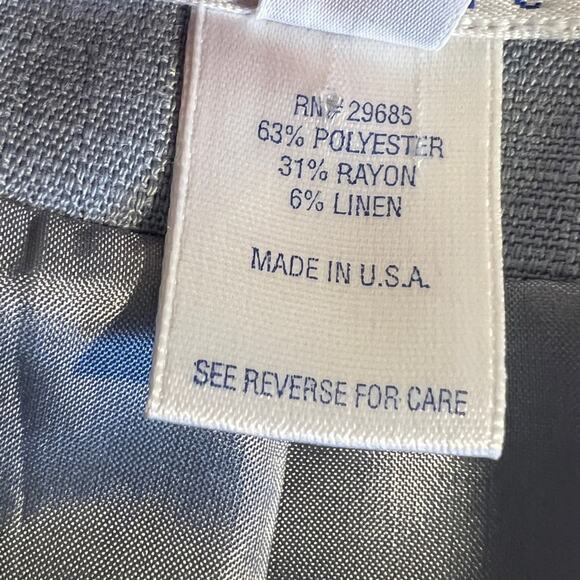 RN# 29685
63% POLYESTER
31% RAYON
6% LINEN
MADE IN U.S.A.
SEE REVERSE FOR CARE